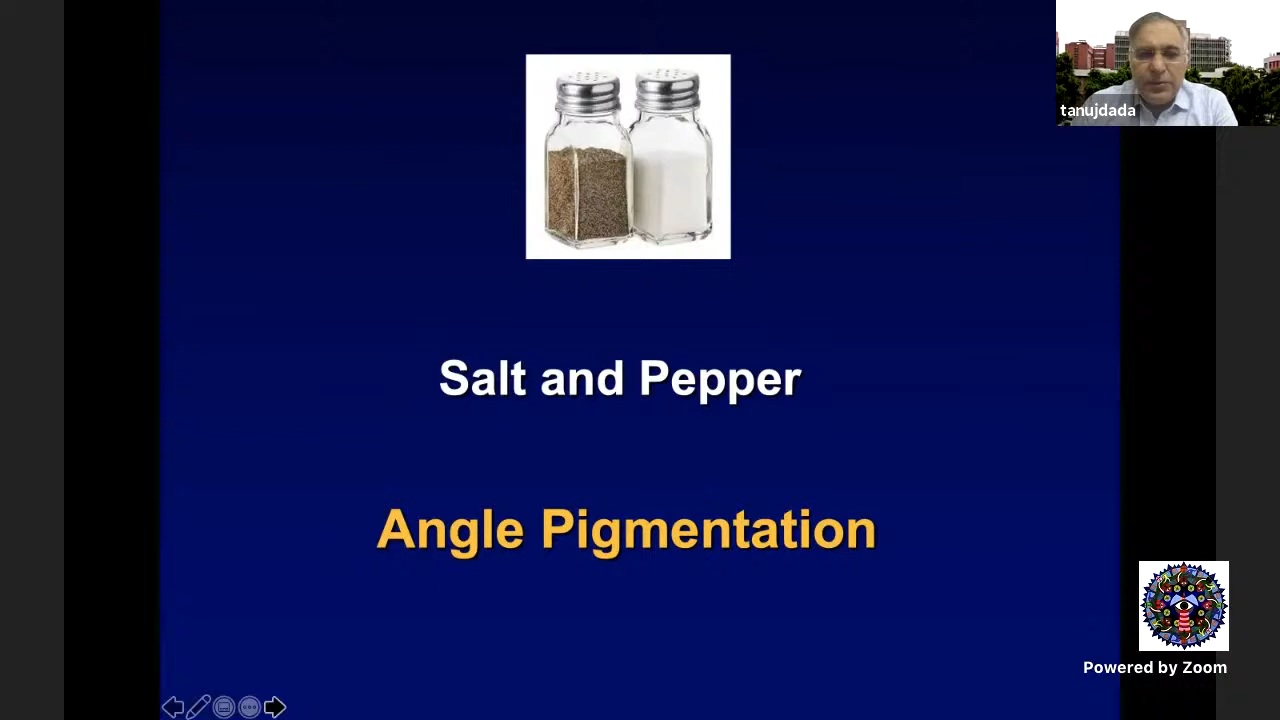 tanujdada
Salt and Pepper
Angle Pigmentation
Powered by Zoom